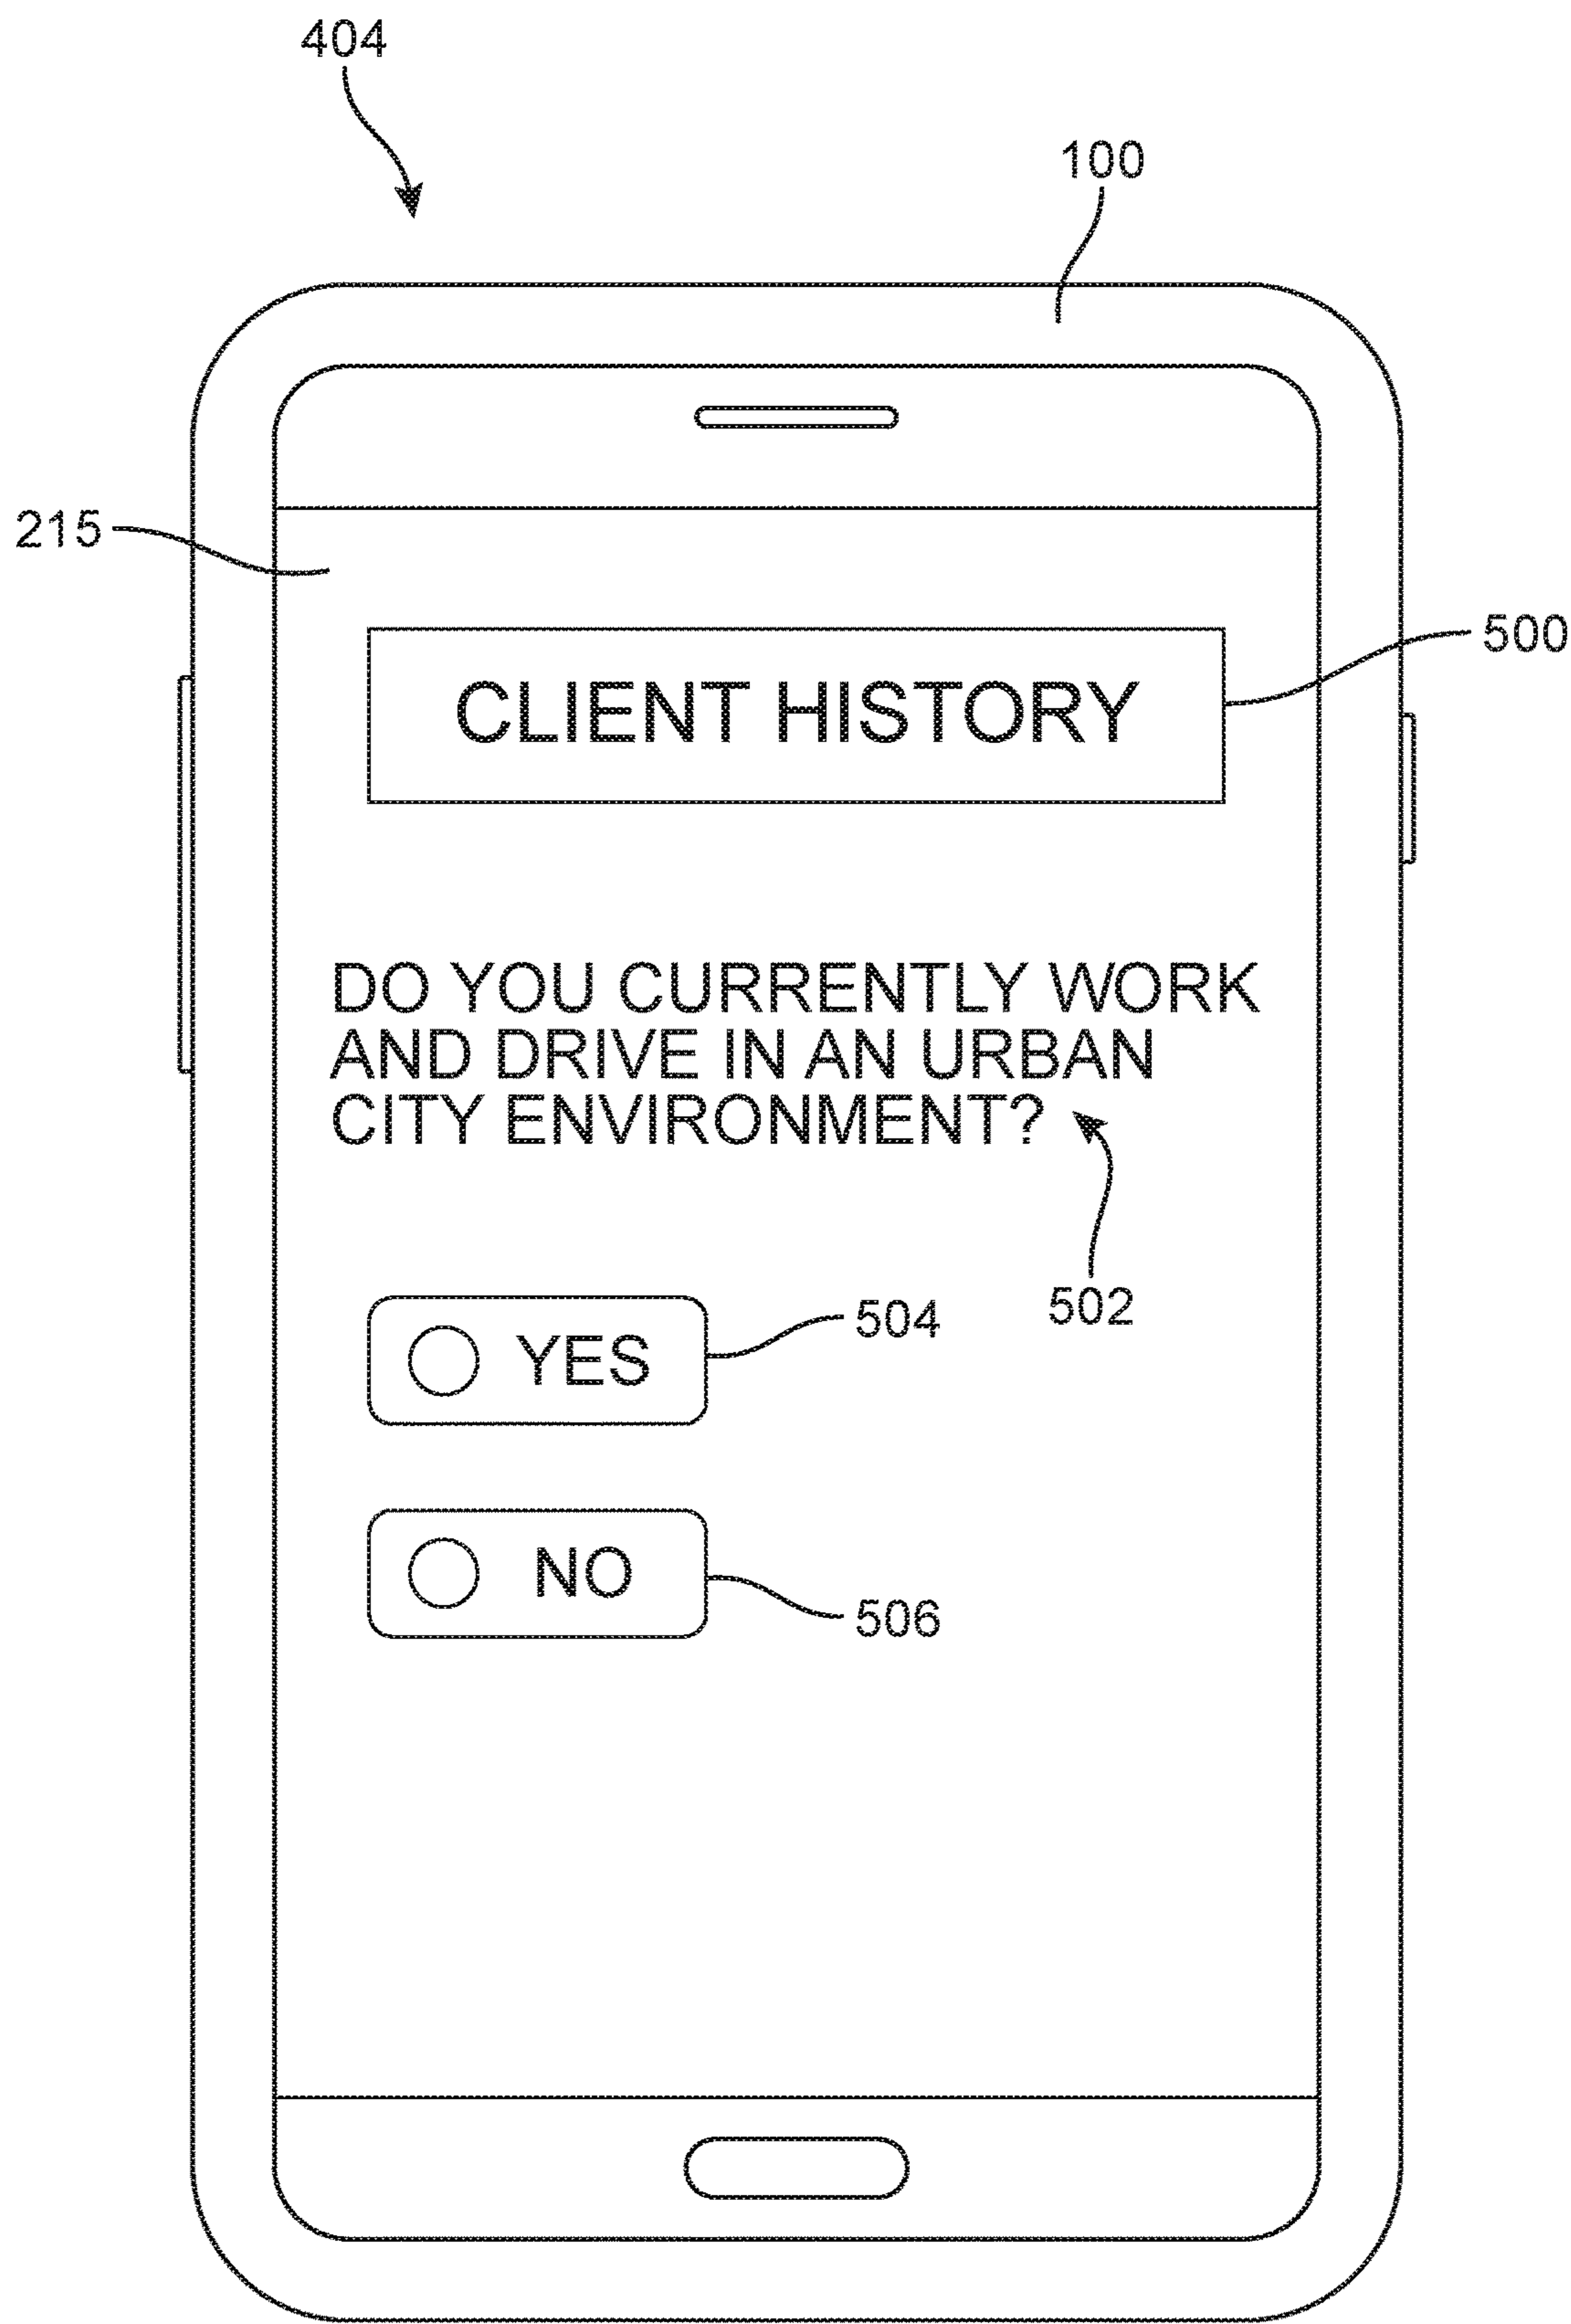 404
100
215
500
CLIENT HISTORY
DO YOU CURRENTLY WORK
AND DRIVE IN AN URBAN
CITY ENVIRONMENT?
502
YES
504
NO
506